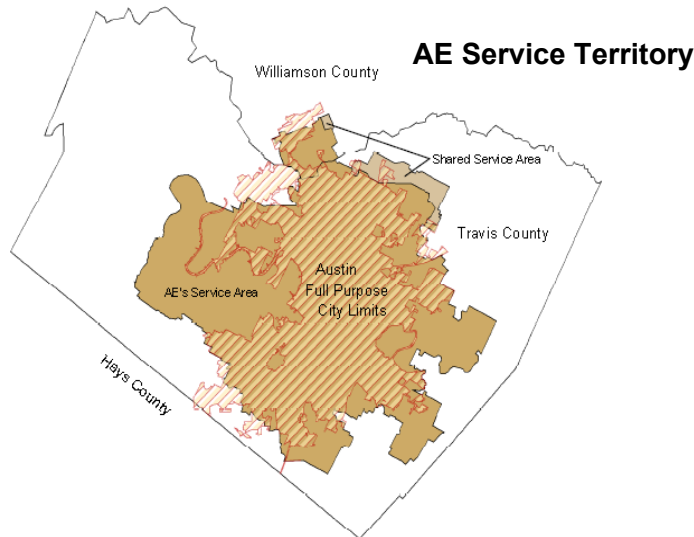 AE Service Territory
Williamson County
Shared Service Area
Travis County
Austin
Full Purpose
City Limits
AE's Service Area
Hays County